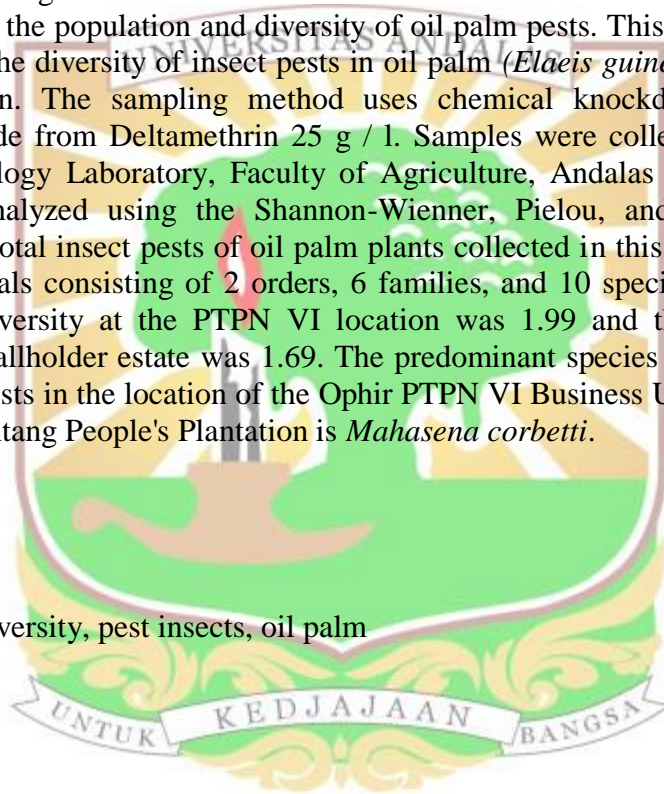 the population and diversity of oil palm pests. This
he diversity of insect pests in oil palm (Elaeis guine
n. The sampling method uses chemical knockd
de from Deltamethrin 25 g / l. Samples were colle
logy Laboratory, Faculty of Agriculture, Andalas
nalyzed using the Shannon-Wienner, Pielou, and
otal insect pests of oil palm plants collected in this
als consisting of 2 orders, 6 families, and 10 speci
versity at the PTPN VI location was 1.99 and th
allholder estate was 1.69. The predominant species
ests in the location of the Ophir PTPN VI Business U
ntang People's Plantation is Mahasena corbetti.
versity, pest insects, oil palm
UNIVERSITAS ANDALAS
UNTUK KEDJAJAAN BANGSA